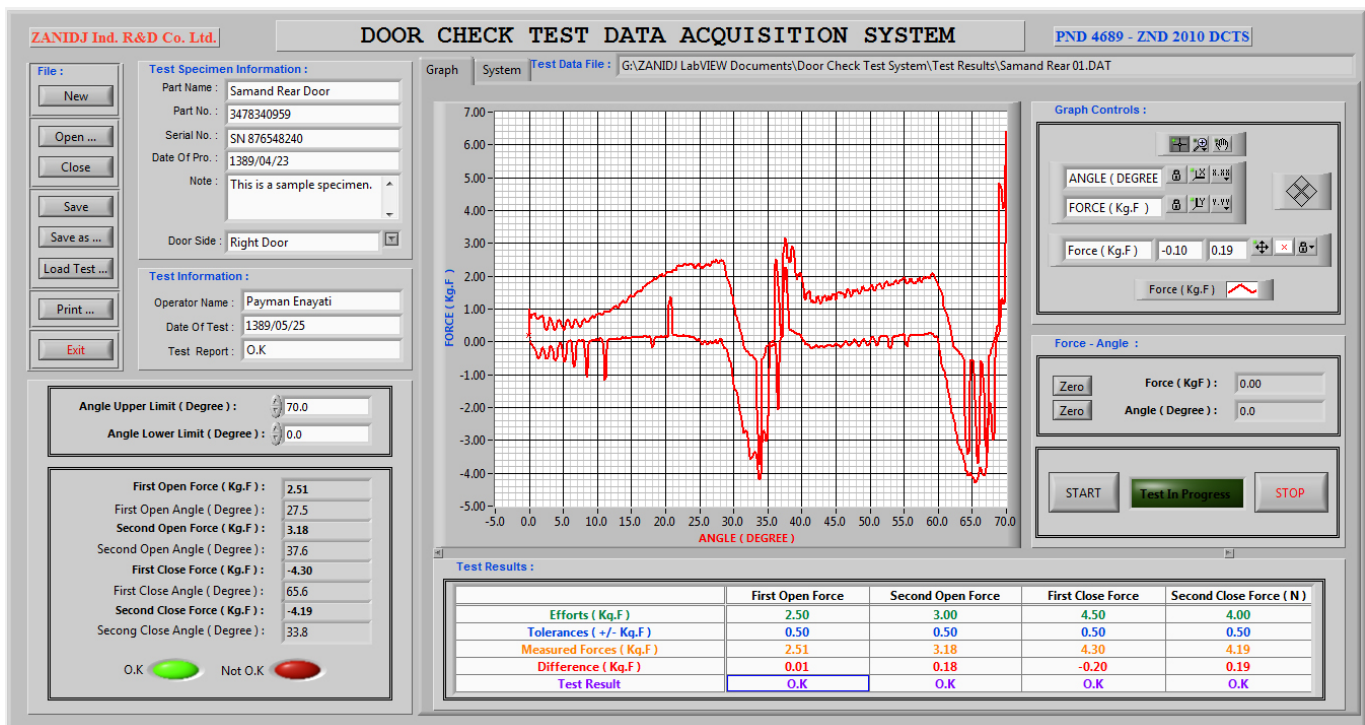 ZANIDJ Ind. R&D Co. Ltd.
DOOR CHECK TEST DATA ACQUISITION SYSTEM
PND 4689 - ZND 2010 DCTS
File :
New
Open ...
Close
Save
Save as ...
Load Test ...
Print ...
Exit
Test Specimen Information :
Part Name : Samand Rear Door
Part No. : 3478340959
Serial No. : SN 876548240
Date Of Pro. : 1389/04/23
Note : This is a sample specimen.
Door Side : Right Door
Test Information :
Operator Name : Payman Enayati
Date Of Test : 1389/05/25
Test Report : O.K
Angle Upper Limit ( Degree ) : 70.0
Angle Lower Limit ( Degree ) : 0.0
First Open Force ( Kg.F ) : 2.51
First Open Angle ( Degree ) : 27.5
Second Open Force ( Kg.F ) : 3.18
Second Open Angle ( Degree ) : 37.6
First Close Force ( Kg.F ) : -4.30
First Close Angle ( Degree ) : 65.6
Second Close Force ( Kg.F ) : -4.19
Secong Close Angle ( Degree ) : 33.8
O.K Not O.K
Graph System Test Data File : G:\ZANIDJ LabVIEW Documents\Door Check Test System\Test Results\Samand Rear 01.DAT
FORCE ( Kg.F )
7.00
6.00
5.00
4.00
3.00
2.00
1.00
0.00
-1.00
-2.00
-3.00
-4.00
-5.00
-5.0 0.0 5.0 10.0 15.0 20.0 25.0 30.0 35.0 40.0 45.0 50.0 55.0 60.0 65.0 70.0
ANGLE ( DEGREE )
Graph Controls :
ANGLE ( DEGREE X.XX
FORCE ( Kg.F ) Y.YY
Force ( Kg.F ) -0.10 0.19
Force ( Kg.F )
Force - Angle :
Zero Force ( KgF ) : 0.00
Zero Angle ( Degree ) : 0.0
START Test In Progress STOP
Test Results :
First Open Force Second Open Force First Close Force Second Close Force ( N )
Efforts ( Kg.F ) 2.50 3.00 4.50 4.00
Tolerances ( +/- Kg.F ) 0.50 0.50 0.50 0.50
Measured Forces ( Kg.F ) 2.51 3.18 4.30 4.19
Difference ( Kg.F ) 0.01 0.18 -0.20 0.19
Test Result O.K O.K O.K O.K